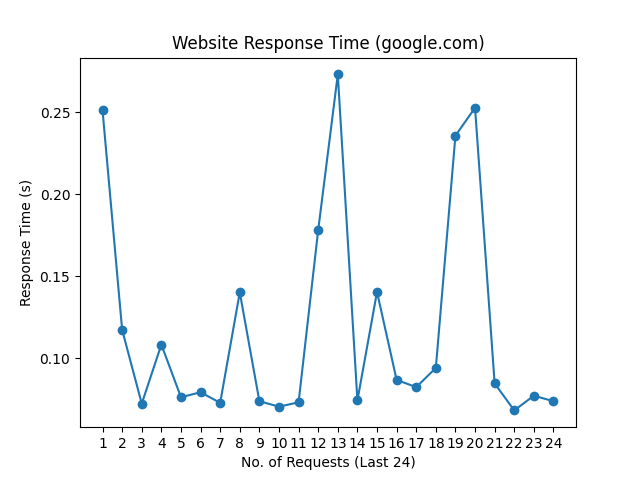 Website Response Time (google.com)
0.25
0.20
0.15
0.10
Response Time (s)
1 2 3 4 5 6 7 8 9 10 11 12 13 14 15 16 17 18 19 20 21 22 23 24
No. of Requests (Last 24)